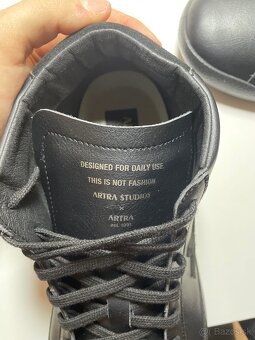 DESIGNED FOR DAILY USE
THIS IS NOT FASHION
ARTRA STUDIOS
×
ARTRA